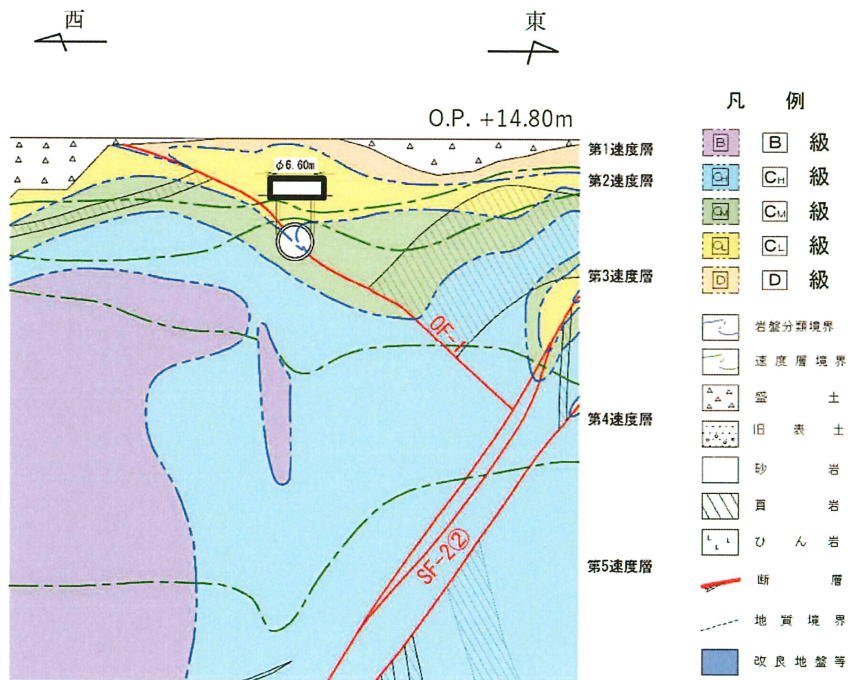 西
東
O.P. +14.80m
φ6.60m
第1速度層
第2速度層
第3速度層
第4速度層
第5速度層
OF-1
SF-2②
凡 例
B B 級
CH CH 級
CM CM 級
CL CL 級
D D 級
岩盤分類境界
速度層境界
盛土
旧表土
砂岩
頁岩
ひん岩
断層
地質境界
改良地盤等